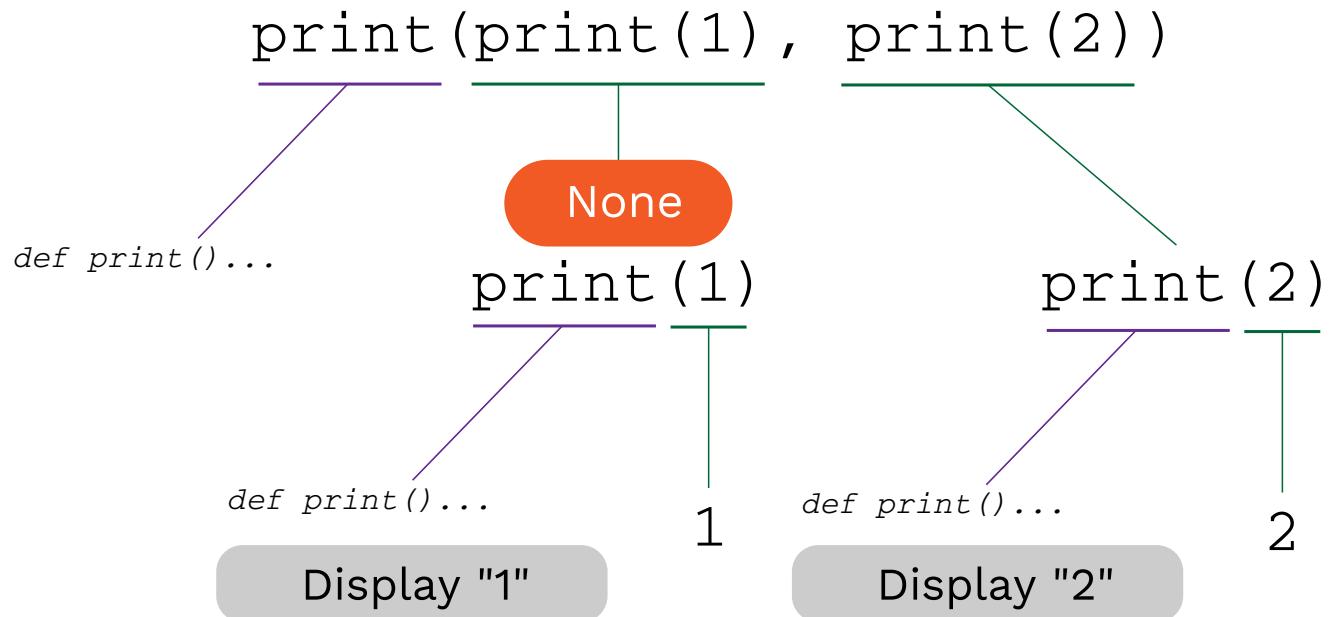 print(print(1), print(2))
None
def print()...
print(1)
print(2)
def print()...
1
def print()...
2
Display "1"
Display "2"